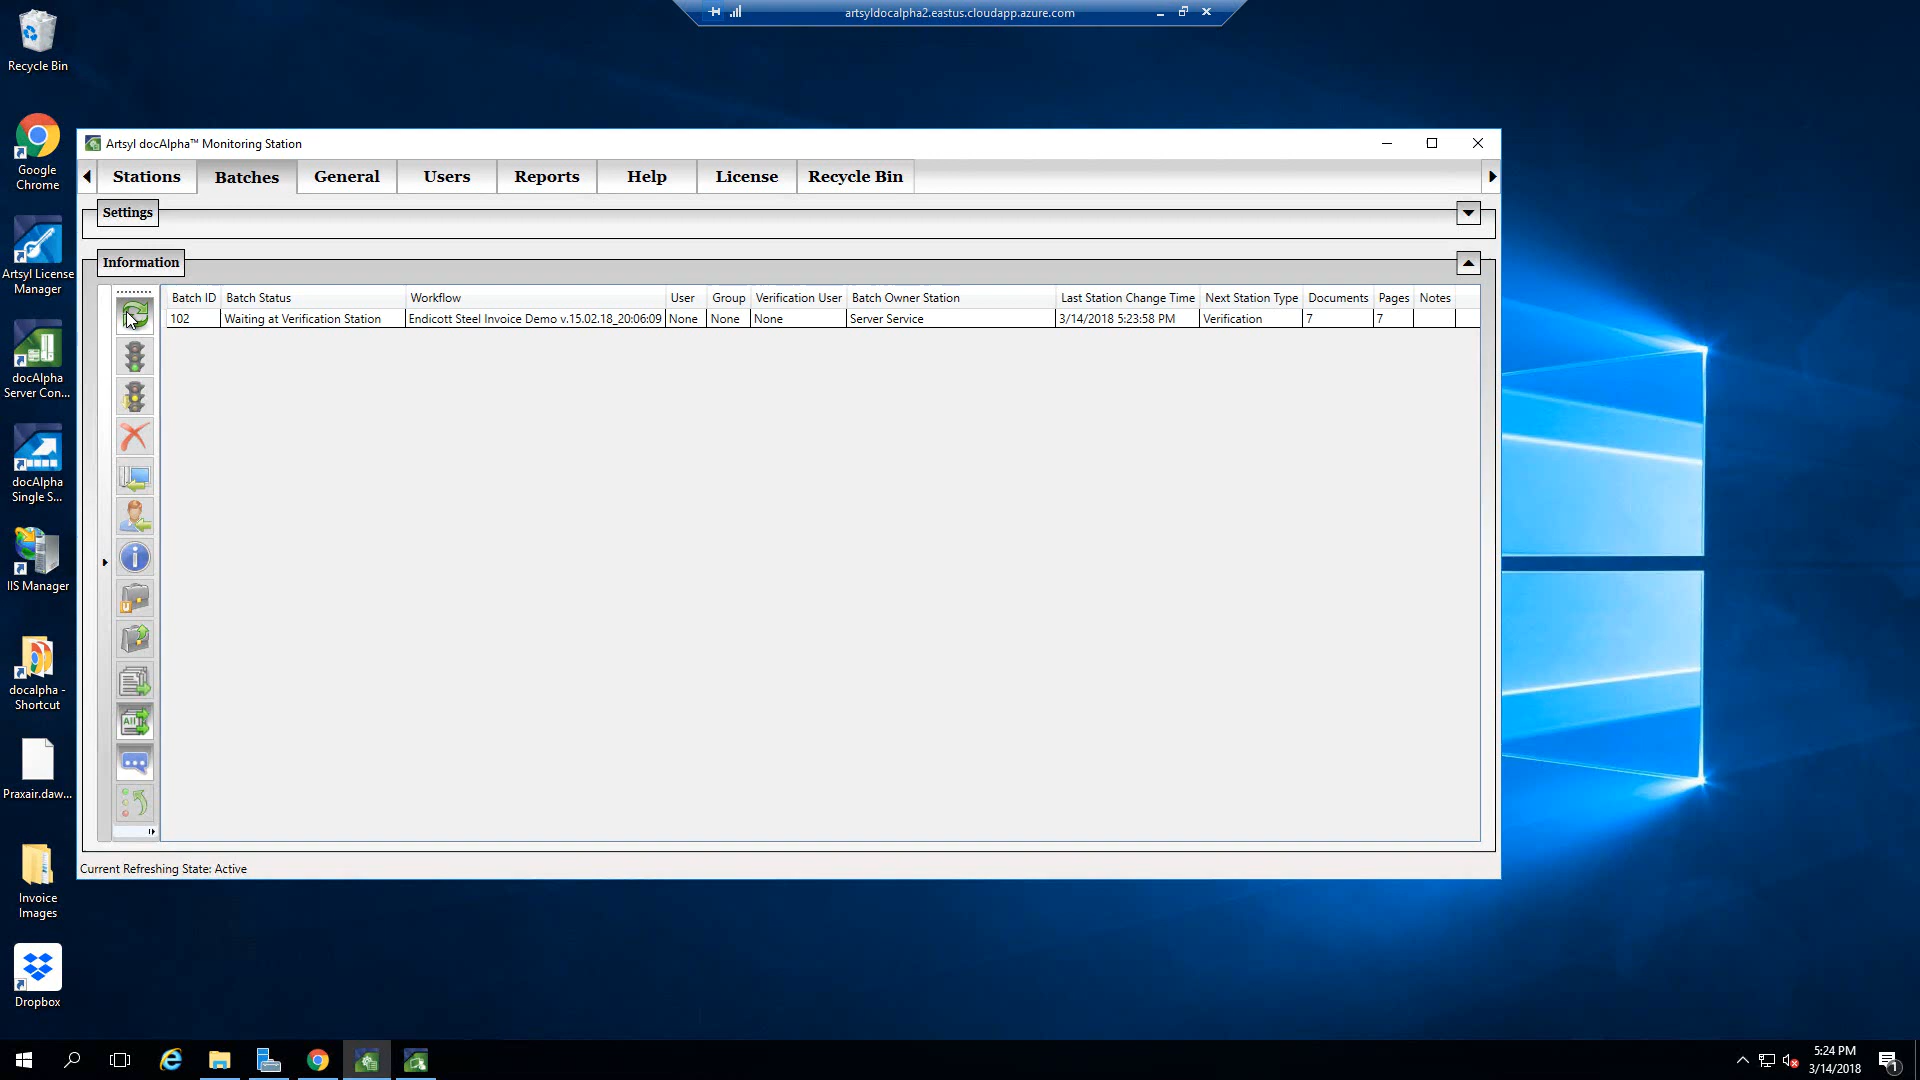 artsyldocalpha2.eastus.cloudapp.azure.com
Recycle Bin
Google
Chrome
Artsyl License
Manager
docAlpha
Server Con...
docAlpha
Single S...
IIS Manager
docalpha -
Shortcut
Praxair.daw...
Invoice
Images
Dropbox
Artsyl docAlpha™ Monitoring Station
Stations Batches General Users Reports Help License Recycle Bin
Settings
Information
Batch ID Batch Status Workflow User Group Verification User Batch Owner Station Last Station Change Time Next Station Type Documents Pages Notes
102 Waiting at Verification Station Endicott Steel Invoice Demo v.15.02.18_20:06:09 None None None Server Service 3/14/2018 5:23:58 PM Verification 7 7
All
Current Refreshing State: Active
5:24 PM
3/14/2018
1